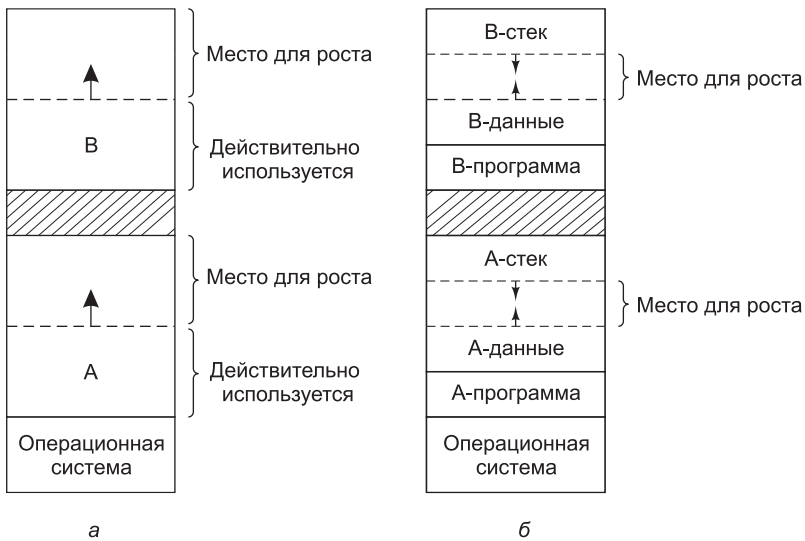 Место для роста
В
Действительно
используется
Место для роста
А
Действительно
используется
Операционная
система
а
В-стек
Место для роста
В-данные
В-программа
А-стек
Место для роста
А-данные
А-программа
Операционная
система
б